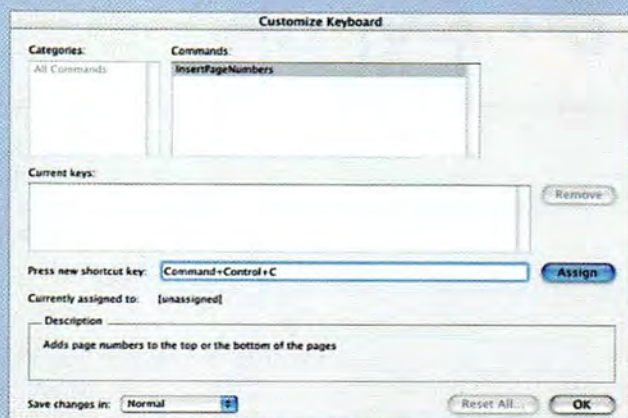 Customize Keyboard
Categories: Commands:
All Commands InsertPageNumbers
Current keys:
Remove
Press new shortcut key: Command+Control+C Assign
Currently assigned to: [unassigned]
Description
Adds page numbers to the top or the bottom of the pages
Save changes in: Normal Reset All... OK